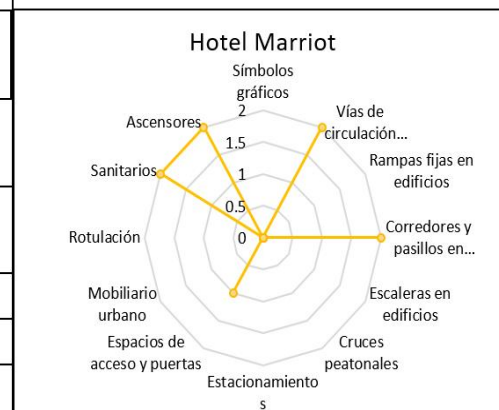 Hotel Marriot
Símbolos
gráficos
Vías de
circulación...
Rampas fijas en
edificios
Corredores y
pasillos en...
Escaleras en
edificios
Cruces
peatonales
Estacionamiento
s
Espacios de
acceso y puertas
Mobiliario
urbano
Rotulación
Sanitarios
Ascensores
2
1.5
1
0.5
0